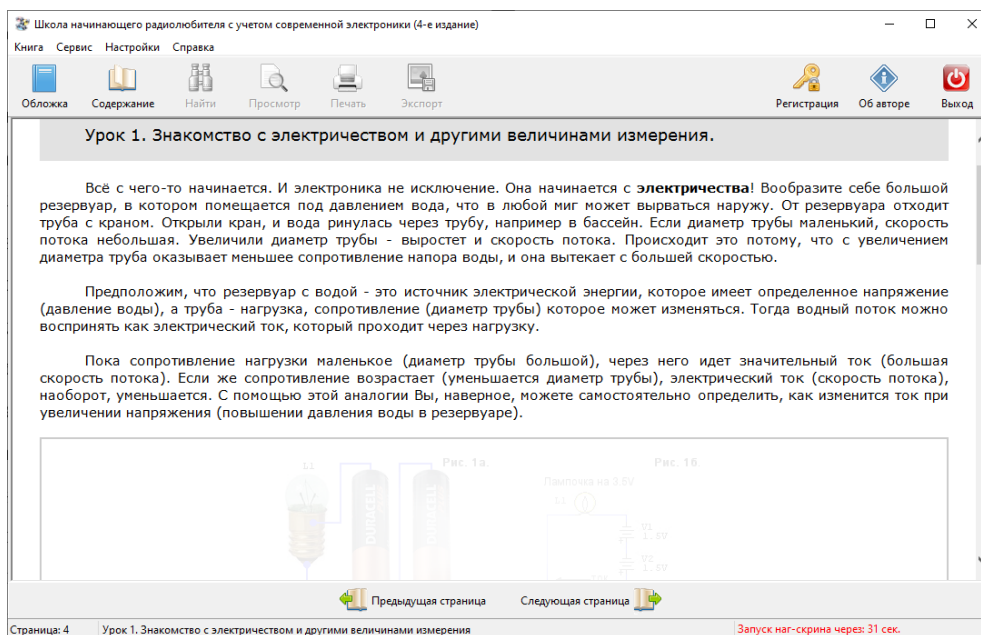 Школа начинающего радиолюбителя с учетом современной электроники (4-е издание)
Книга Сервис Настройки Справка
Обложка Содержание Найти Просмотр Печать Экспорт Регистрация Об авторе Выход
Урок 1. Знакомство с электричеством и другими величинами измерения.
Всё с чего-то начинается. И электроника не исключение. Она начинается с электричества! Вообразите себе большой
резервуар, в котором помещается под давлением вода, что в любой миг может вырваться наружу. От резервуара отходит
труба с краном. Открыли кран, и вода ринулась через трубу, например в бассейн. Если диаметр трубы маленький, скорость
потока небольшая. Увеличили диаметр трубы - выростет и скорость потока. Происходит это потому, что с увеличением
диаметра труба оказывает меньшее сопротивление напора воды, и она вытекает с большей скоростью.
Предположим, что резервуар с водой - это источник электрической энергии, которое имеет определенное напряжение
(давление воды), а труба - нагрузка, сопротивление (диаметр трубы) которое может изменяться. Тогда водный поток можно
воспринять как электрический ток, который проходит через нагрузку.
Пока сопротивление нагрузки маленькое (диаметр трубы большой), через него идет значительный ток (большая
скорость потока). Если же сопротивление возрастает (уменьшается диаметр трубы), электрический ток (скорость потока),
наоборот, уменьшается. С помощью этой аналогии Вы, наверное, можете самостоятельно определить, как изменится ток при
увеличении напряжения (повышении давления воды в резервуаре).
L1 Рис. 1а. Рис. 1б.
Лампочка на 3.6V
L1
DURACELL DURACELL
V1
1.5V
V2
1.5V
Предыдущая страница Следующая страница
Страница: 4 Урок 1. Знакомство с электричеством и другими величинами измерения Запуск наг-скрина через: 31 сек.